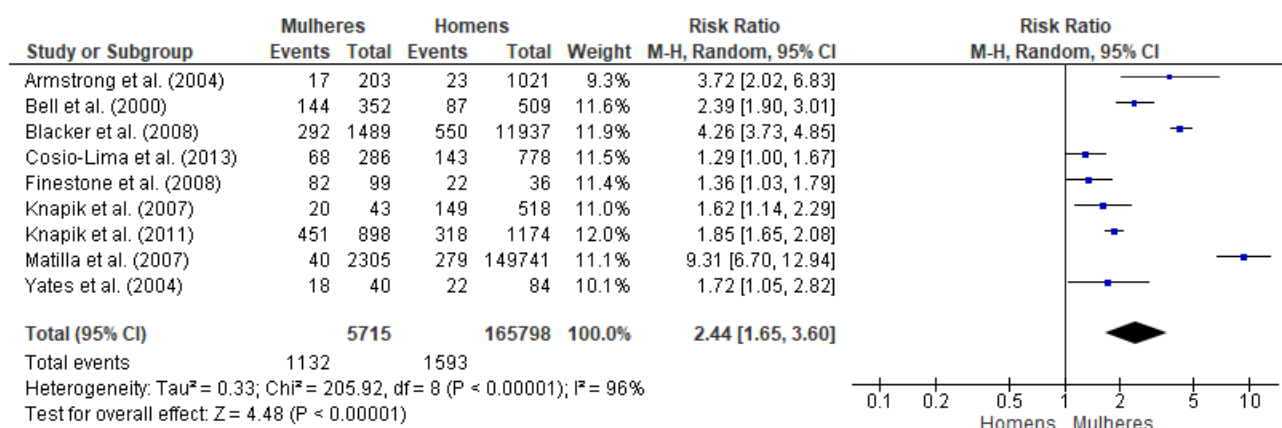 Mulheres Homens Risk Ratio Risk Ratio
Study or Subgroup Events Total Events Total Weight M-H, Random, 95% CI M-H, Random, 95% CI
Armstrong et al. (2004) 17 203 23 1021 9.3% 3.72 [2.02, 6.83]
Bell et al. (2000) 144 352 87 509 11.6% 2.39 [1.90, 3.01]
Blacker et al. (2008) 292 1489 550 11937 11.9% 4.26 [3.73, 4.85]
Cosio-Lima et al. (2013) 68 286 143 778 11.5% 1.29 [1.00, 1.67]
Finestone et al. (2008) 82 99 22 36 11.4% 1.36 [1.03, 1.79]
Knapik et al. (2007) 20 43 149 518 11.0% 1.62 [1.14, 2.29]
Knapik et al. (2011) 451 898 318 1174 12.0% 1.85 [1.65, 2.08]
Matilla et al. (2007) 40 2305 279 149741 11.1% 9.31 [6.70, 12.94]
Yates et al. (2004) 18 40 22 84 10.1% 1.72 [1.05, 2.82]
Total (95% CI) 5715 165798 100.0% 2.44 [1.65, 3.60]
Total events 1132 1593
Heterogeneity: Tau² = 0.33; Chi² = 205.92, df = 8 (P < 0.00001); I² = 96%
Test for overall effect: Z = 4.48 (P < 0.00001)
0.1 0.2 0.5 1 2 5 10
Homens Mulheres